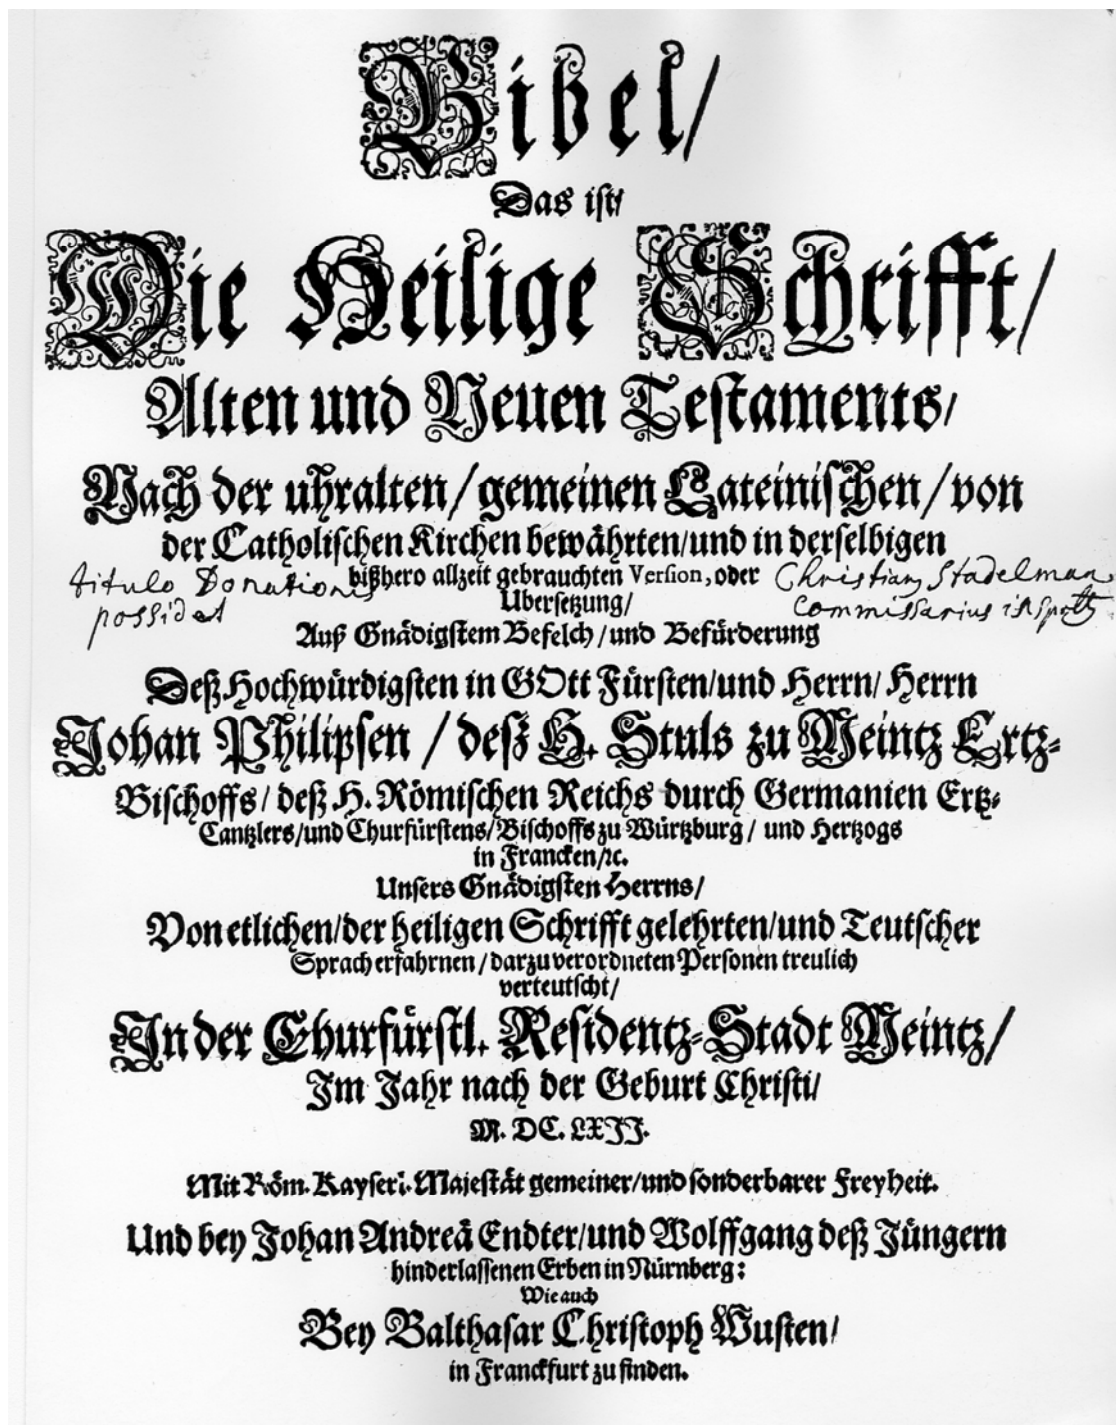 Bibel/
Das ist/
Die Heilige Schrifft/
Alten und Neuen Testaments/
Nach der uhralten/ gemeinen Lateinischen/ von
der Catholischen Kirchen bewährten/ und in derselbigen
bißhero allzeit gebrauchten Version, oder
titulo Donationis
possidet
Christian Stadelman
Commissarius
Ubersetzung/
Auß Gnädigstem Befelch/ und Befürderung
Deß Hochwürdigsten in GOtt Fürsten/ und Herrn/ Herrn
Johan Philipsen / deß H. Stuls zu Meintz Ertz-
Bischoffs/ deß H. Römischen Reichs durch Germanien Ertz-
Cantzlers/ und Churfürstens/ Bischoffs zu Würtzburg/ und Hertzogs
in Francken/ ꝛc.
Unsers Gnädigsten Herrns/
Von etlichen/ der heiligen Schrifft gelehrten/ und Teutscher
Sprach erfahrnen/ darzu verordneten Personen treulich
verteutscht/
In der Churfürstl. Residentz-Stadt Meintz/
Im Jahr nach der Geburt Christi/
M. DC. LXII.
Mit Röm. Kayserl. Majestät gemeiner/ und sonderbarer Freyheit.
Und bey Johan Andreä Endter/ und Wolffgang deß Jüngern
hinderlassenen Erben in Nürnberg:
Wie auch
Bey Balthasar Christoph Wusten/
in Franckfurt zu finden.